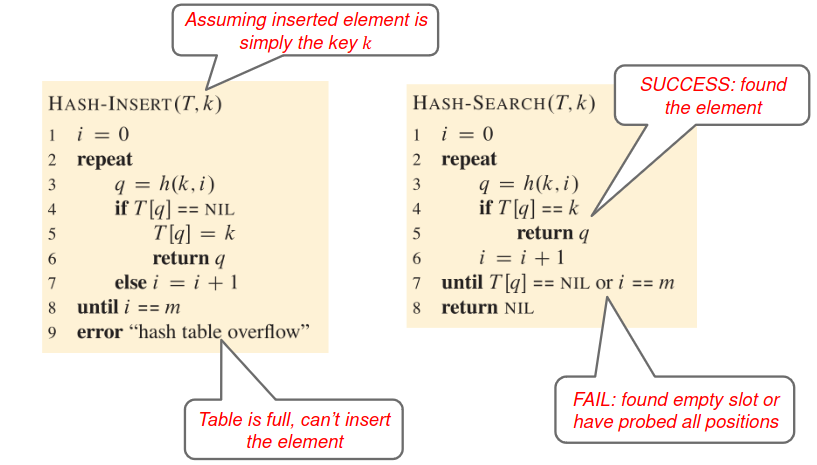 Assuming inserted element is
simply the key k
HASH-INSERT(T, k)
1 i = 0
2 repeat
3 q = h(k, i)
4 if T[q] == NIL
5 T[q] = k
6 return q
7 else i = i + 1
8 until i == m
9 error “hash table overflow”
Table is full, can’t insert
the element
SUCCESS: found
the element
HASH-SEARCH(T, k)
1 i = 0
2 repeat
3 q = h(k, i)
4 if T[q] == k
5 return q
6 i = i + 1
7 until T[q] == NIL or i == m
8 return NIL
FAIL: found empty slot or
have probed all positions